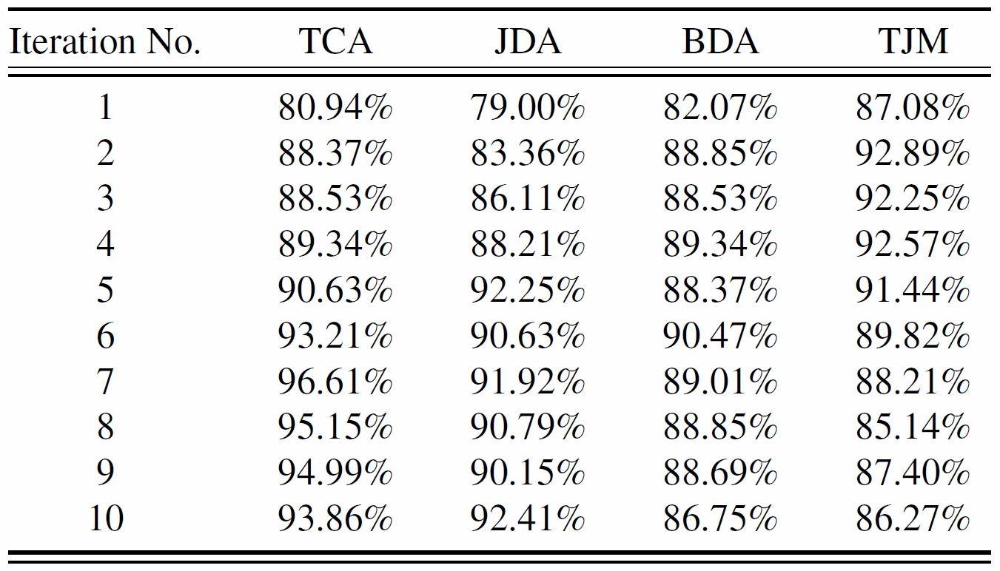 Iteration No. TCA JDA BDA TJM
1 80.94% 79.00% 82.07% 87.08%
2 88.37% 83.36% 88.85% 92.89%
3 88.53% 86.11% 88.53% 92.25%
4 89.34% 88.21% 89.34% 92.57%
5 90.63% 92.25% 88.37% 91.44%
6 93.21% 90.63% 90.47% 89.82%
7 96.61% 91.92% 89.01% 88.21%
8 95.15% 90.79% 88.85% 85.14%
9 94.99% 90.15% 88.69% 87.40%
10 93.86% 92.41% 86.75% 86.27%